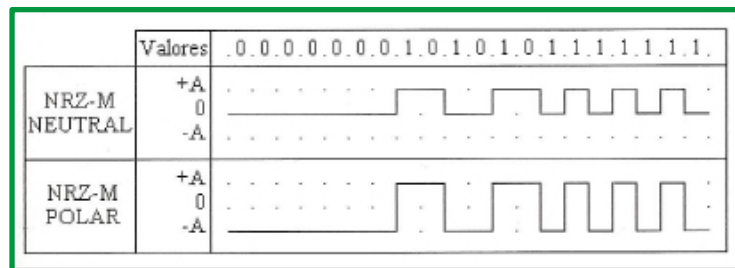 Valores .0.0.0.0.0.0.0.1.0.1.0.1.0.1.1.1.1.1.1.1.
NRZ-M
NEUTRAL
+A
0
-A
NRZ-M
POLAR
+A
0
-A